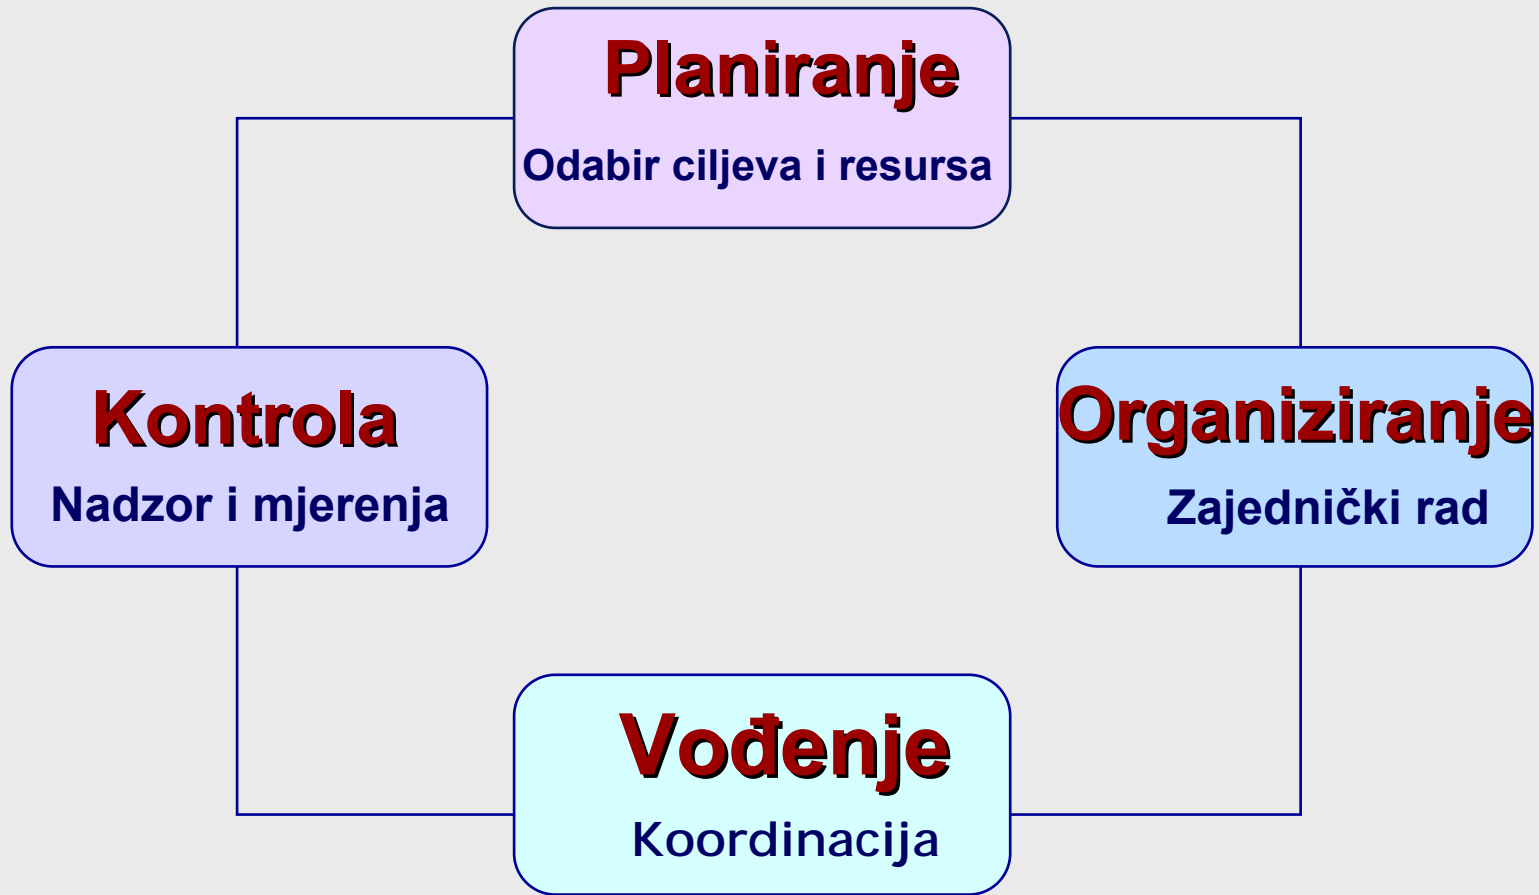 Planiranje
Odabir ciljeva i resursa
Kontrola
Nadzor i mjerenja
Organiziranje
Zajednički rad
Vođenje
Koordinacija